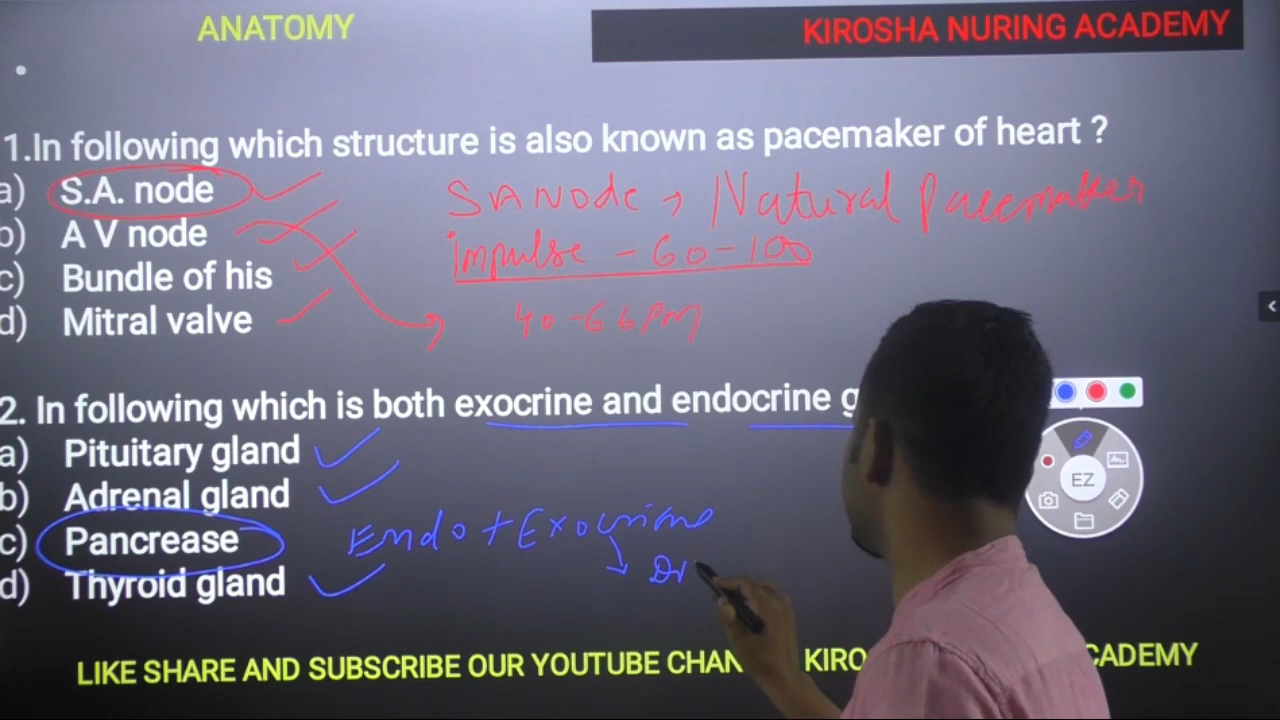 ANATOMY
KIROSHA NURING ACADEMY
1.In following which structure is also known as pacemaker of heart ?
a) S.A. node
b) A V node
c) Bundle of his
d) Mitral valve
SA Node → Natural Pacemaker
impulse - 60-100
2. In following which is both exocrine and endocrine g
a) Pituitary gland
b) Adrenal gland
c) Pancrease
d) Thyroid gland
Endo + Exocrine
EZ
LIKE SHARE AND SUBSCRIBE OUR YOUTUBE CHAN KIRO CADEMY